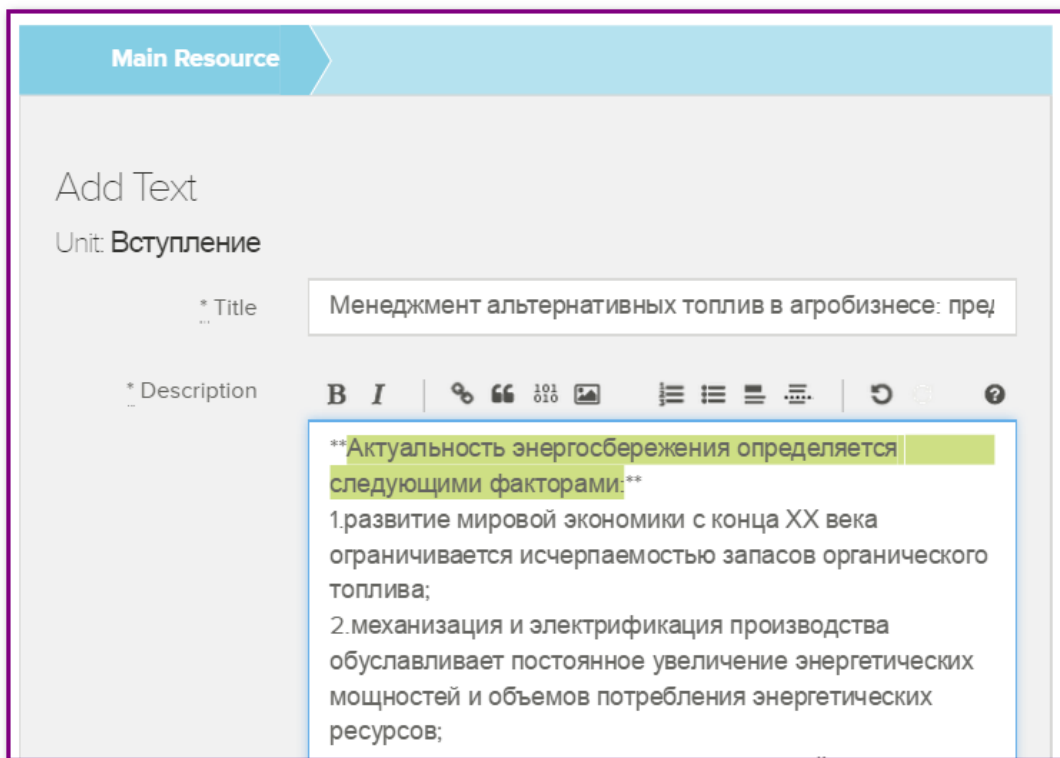 Main Resource
Add Text
Unit: Вступление
* Title
Менеджмент альтернативных топлив в агробизнесе:
* Description
B I
**Актуальность энергосбережения определяется
следующими факторами:**
1.развитие мировой экономики с конца XX века
ограничивается исчерпаемостью запасов органического
топлива;
2.механизация и электрификация производства
обуславливает постоянное увеличение энергетических
мощностей и объемов потребления энергетических
ресурсов;